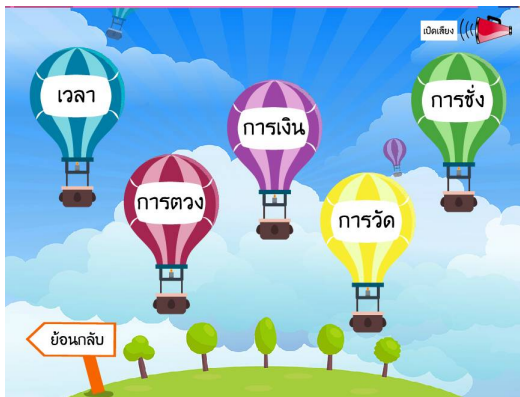 เปิดเสียง
เวลา
การเงิน
การชั่ง
การตวง
การวัด
ย้อนกลับ